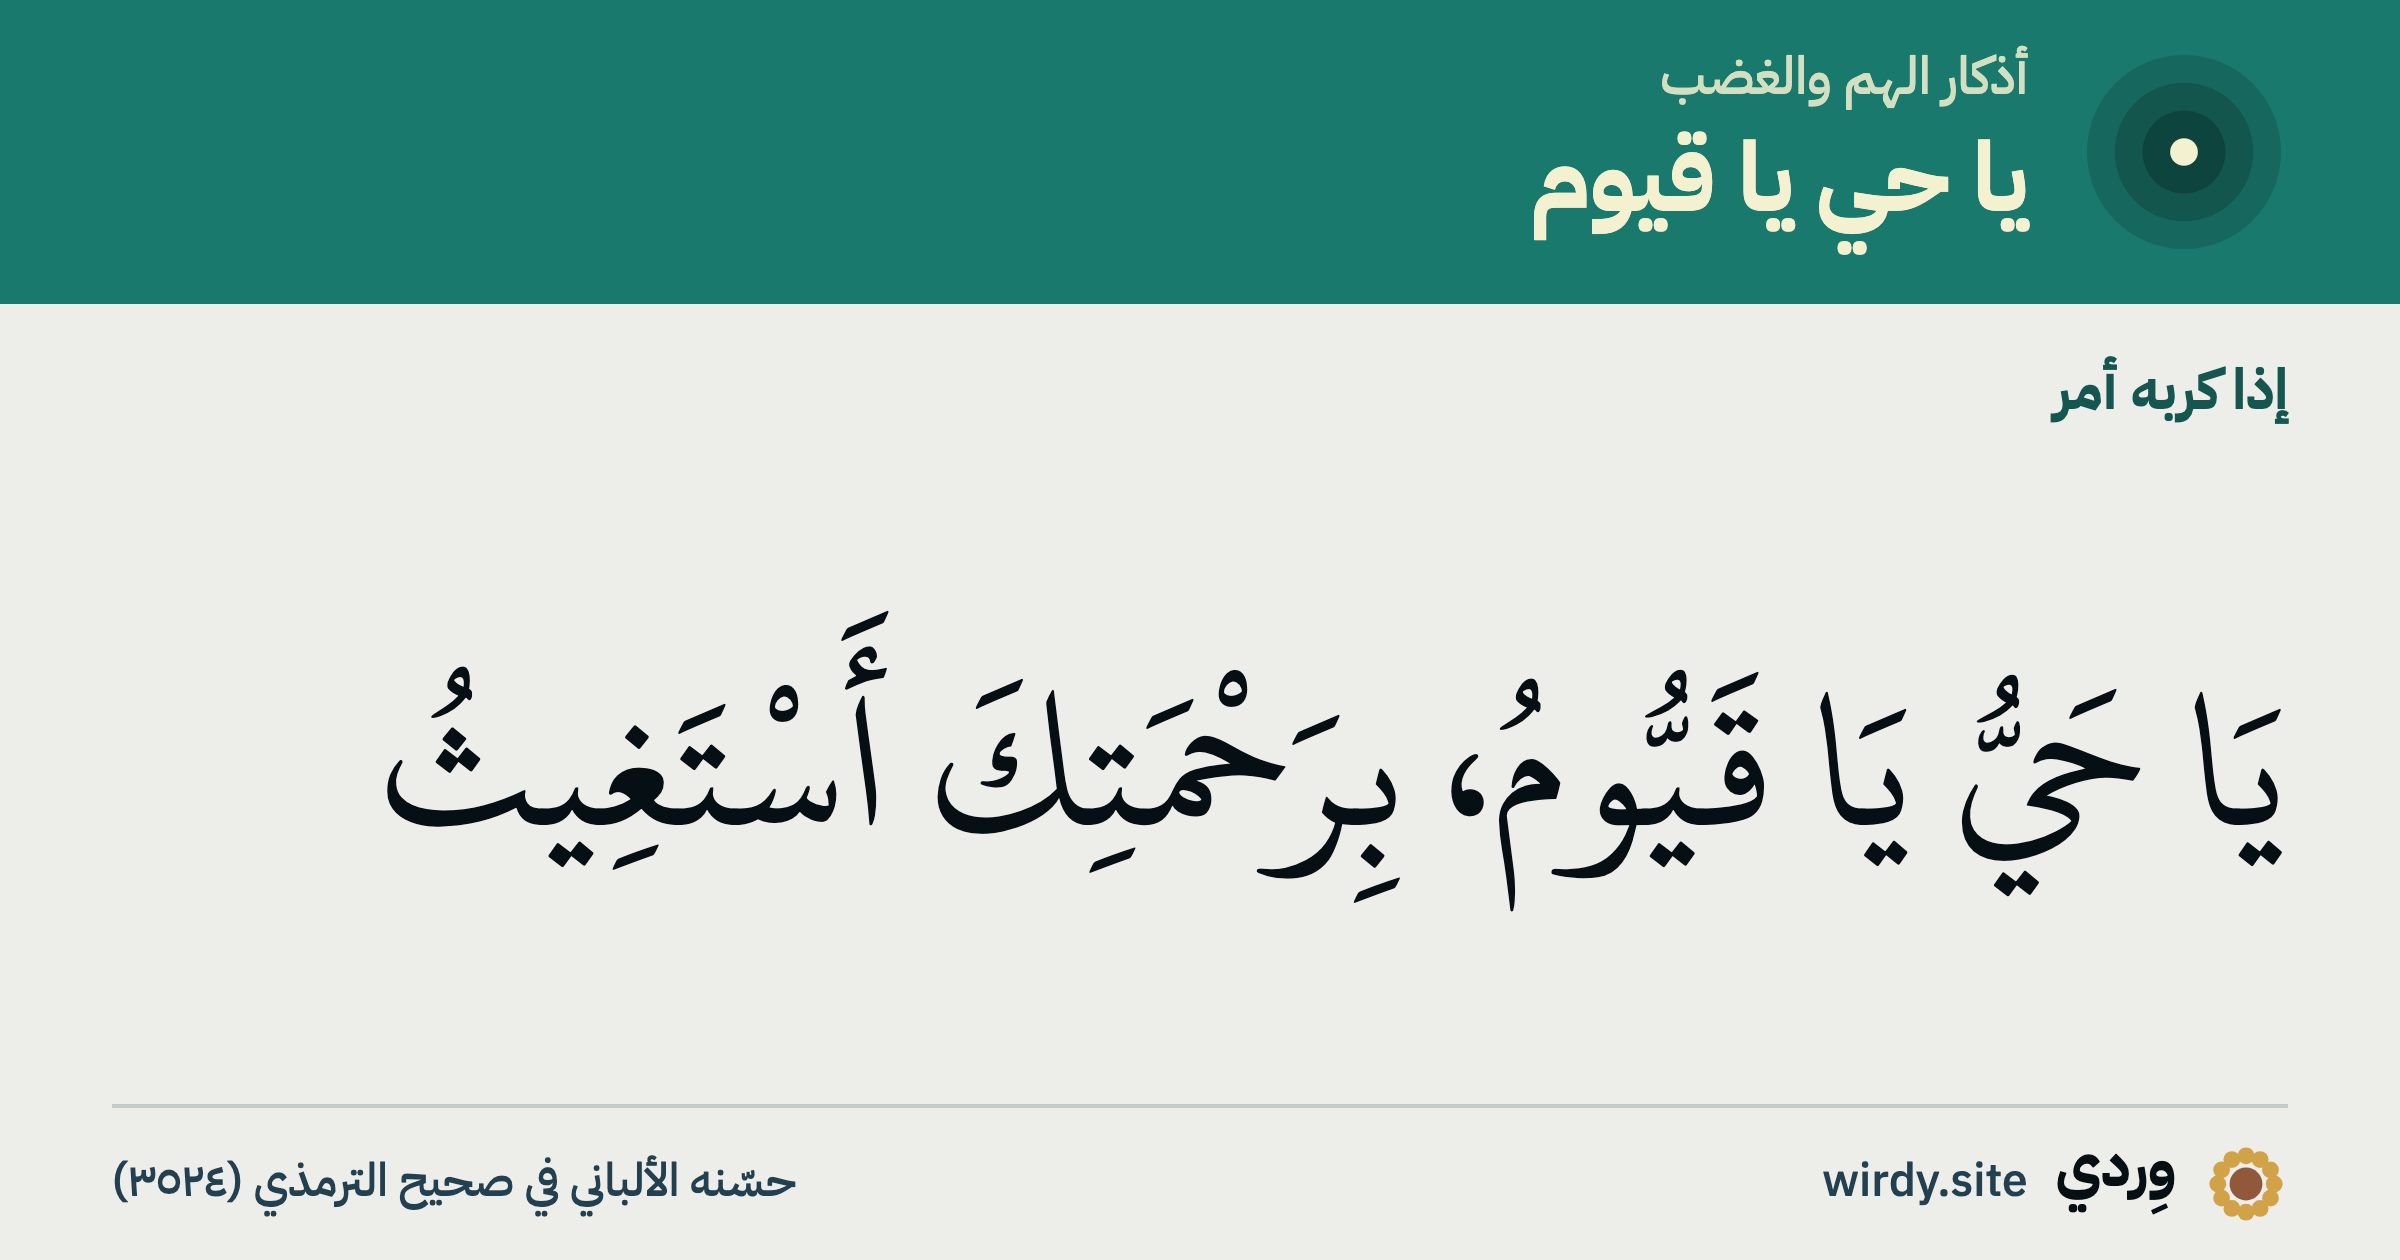 أذكار الهم والغضب
يا حي يا قيوم
إذا كربه أمر
يَا حَيُّ يَا قَيُّومُ، بِرَحْمَتِكَ أَسْتَغِيثُ
وِردي wirdy.site
حسّنه الألباني في صحيح الترمذي (٣٥٢٤)